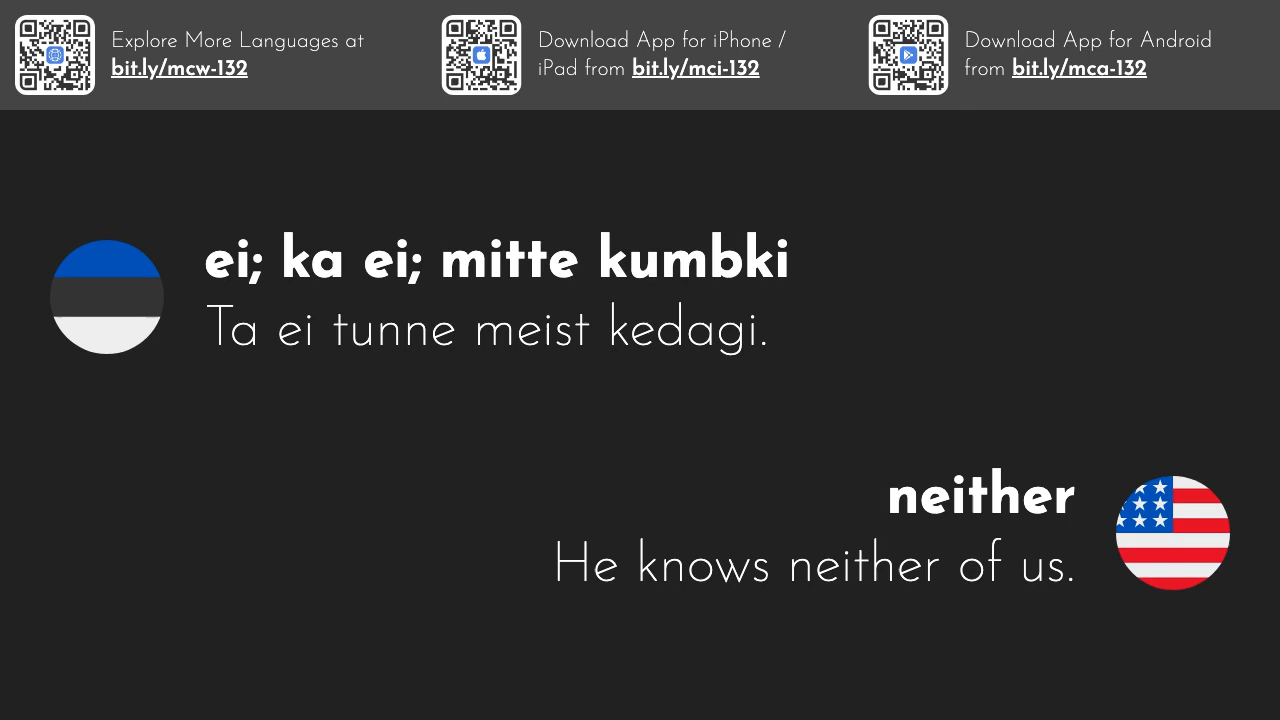 Explore More Languages at
bit.ly/mcw-132
Download App for iPhone /
iPad from bit.ly/mci-132
Download App for Android
from bit.ly/mca-132
ei; ka ei; mitte kumbki
Ta ei tunne meist kedagi.
neither
He knows neither of us.